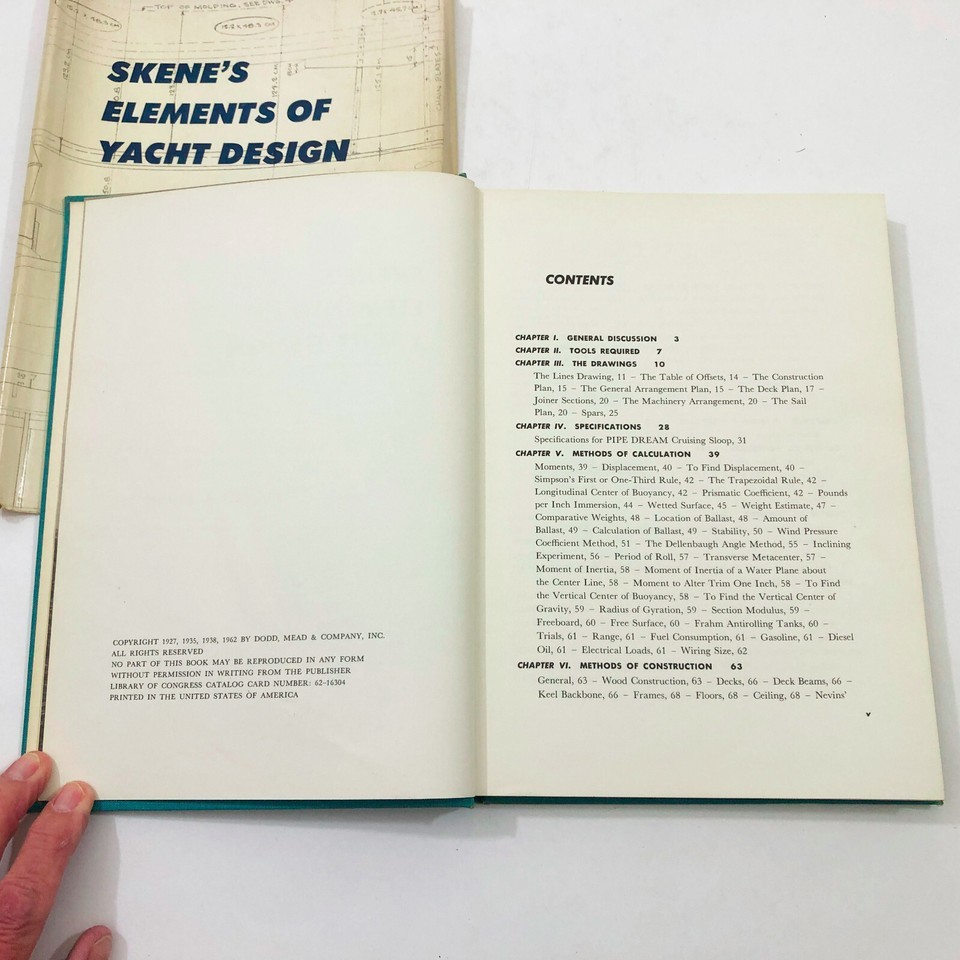 TOP OF MOLDING, SEE DWG. 4
SKENE'S
ELEMENTS OF
YACHT DESIGN
COPYRIGHT 1927, 1935, 1938, 1962 BY DODD, MEAD & COMPANY, INC.
ALL RIGHTS RESERVED
NO PART OF THIS BOOK MAY BE REPRODUCED IN ANY FORM
WITHOUT PERMISSION IN WRITING FROM THE PUBLISHER
LIBRARY OF CONGRESS CATALOG CARD NUMBER: 62-16304
PRINTED IN THE UNITED STATES OF AMERICA
CONTENTS
CHAPTER I. GENERAL DISCUSSION 3
CHAPTER II. TOOLS REQUIRED 7
CHAPTER III. THE DRAWINGS 10
The Lines Drawing, 11 – The Table of Offsets, 14 – The Construction
Plan, 15 – The General Arrangement Plan, 15 – The Deck Plan, 17 –
Joiner Sections, 20 – The Machinery Arrangement, 20 – The Sail
Plan, 20 – Spars, 25
CHAPTER IV. SPECIFICATIONS 28
Specifications for PIPE DREAM Cruising Sloop, 31
CHAPTER V. METHODS OF CALCULATION 39
Moments, 39 – Displacement, 40 – To Find Displacement, 40 –
Simpson's First or One-Third Rule, 42 – The Trapezoidal Rule, 42 –
Longitudinal Center of Buoyancy, 42 – Prismatic Coefficient, 42 – Pounds
per Inch Immersion, 44 – Wetted Surface, 45 – Weight Estimate, 47 –
Comparative Weights, 48 – Location of Ballast, 48 – Amount of
Ballast, 49 – Calculation of Ballast, 49 – Stability, 50 – Wind Pressure
Coefficient Method, 51 – The Dellenbaugh Angle Method, 55 – Inclining
Experiment, 56 – Period of Roll, 57 – Transverse Metacenter, 57 –
Moment of Inertia, 58 – Moment of Inertia of a Water Plane about
the Center Line, 58 – Moment to Alter Trim One Inch, 58 – To Find
the Vertical Center of Buoyancy, 58 – To Find the Vertical Center of
Gravity, 59 – Radius of Gyration, 59 – Section Modulus, 59 –
Freeboard, 60 – Free Surface, 60 – Frahm Antirolling Tanks, 60 –
Trials, 61 – Range, 61 – Fuel Consumption, 61 – Gasoline, 61 – Diesel
Oil, 61 – Electrical Loads, 61 – Wiring Size, 62
CHAPTER VI. METHODS OF CONSTRUCTION 63
General, 63 – Wood Construction, 63 – Decks, 66 – Deck Beams, 66 –
Keel Backbone, 66 – Frames, 68 – Floors, 68 – Ceiling, 68 – Nevins'
v